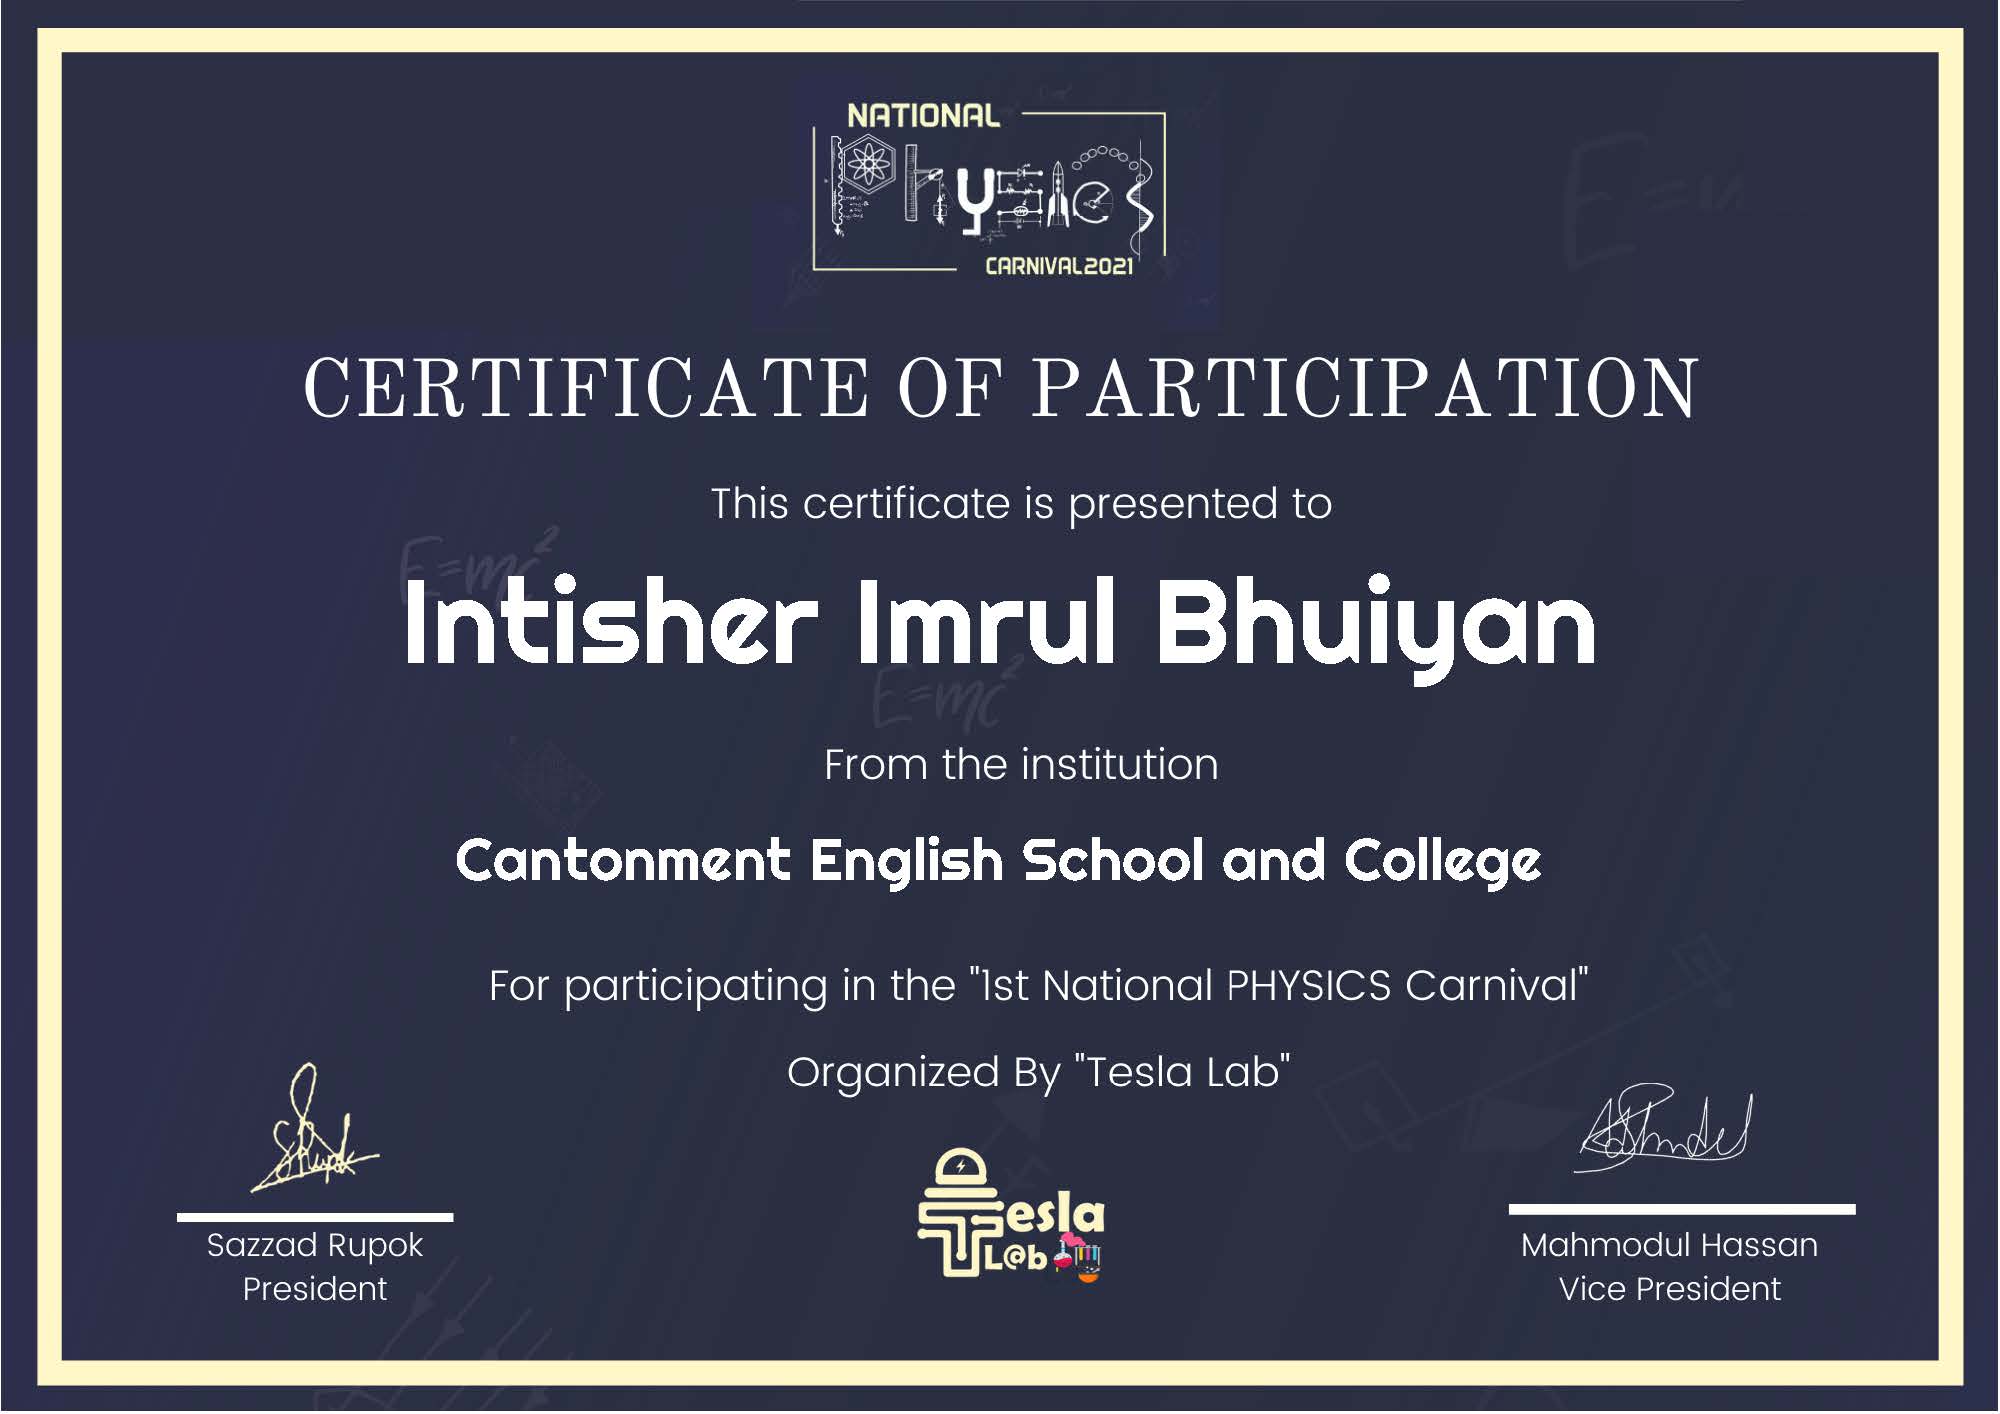 NATIONAL
Physics
CARNIVAL2021
CERTIFICATE OF PARTICIPATION
This certificate is presented to
E=mc²
Intisher Imrul Bhuiyan
E=mc²
From the institution
Cantonment English School and College
For participating in the "1st National PHYSICS Carnival"
Organized By "Tesla Lab"
Tesla
L@b
Sazzad Rupok
President
Mahmodul Hassan
Vice President